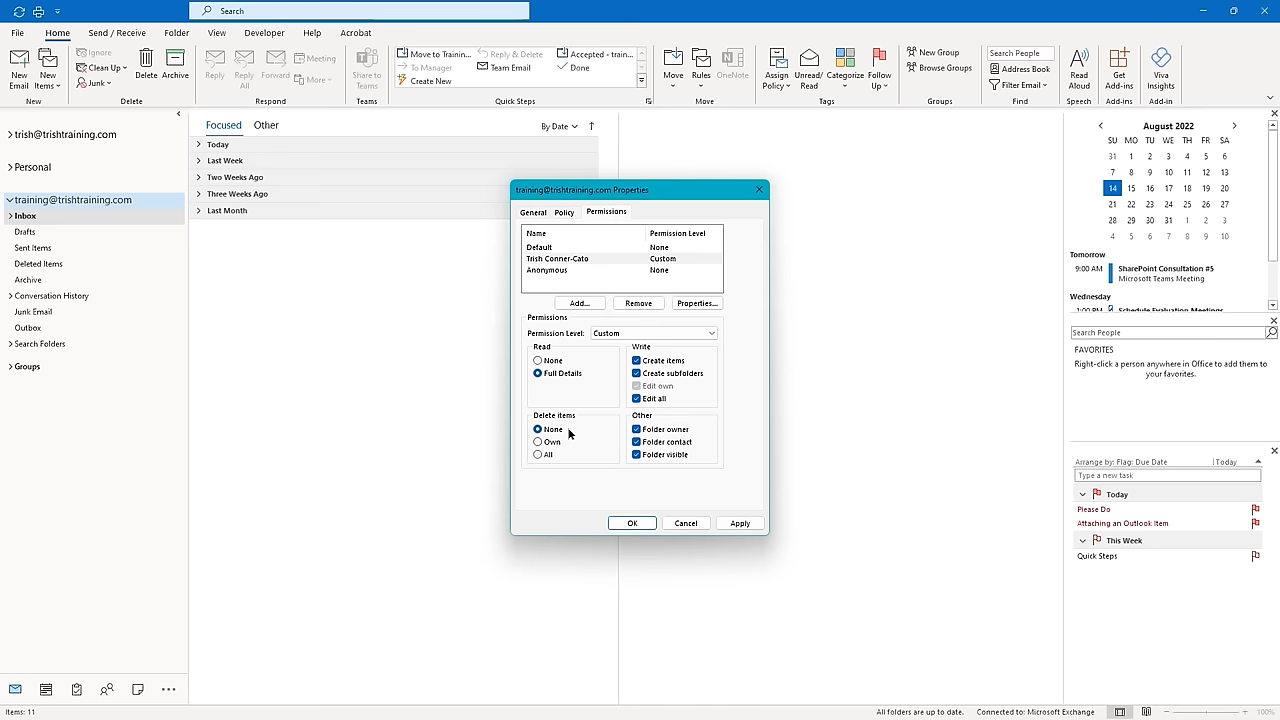 Search
File Home Send / Receive Folder View Developer Help Acrobat
New Email
New Items
New
Ignore
Clean Up
Junk
Delete
Archive
Delete
Reply
Reply All
Forward
Meeting
More
Respond
Share to Teams
Teams
Move to Trainin...
To Manager
Create New
Reply & Delete
Team Email
Accepted - train...
Done
Quick Steps
Move
Rules
OneNote
Move
Assign Policy
Unread/ Read
Categorize
Follow Up
Tags
New Group
Browse Groups
Groups
Search People
Address Book
Filter Email
Find
Read Aloud
Speech
Get Add-ins
Add-ins
Viva Insights
Add-in
trish@trishtraining.com
Personal
training@trishtraining.com
Inbox
Drafts
Sent Items
Deleted Items
Archive
Conversation History
Junk Email
Outbox
Search Folders
Groups
Focused Other By Date
Today
Last Week
Two Weeks Ago
Three Weeks Ago
Last Month
training@trishtraining.com Properties
General Policy Permissions
Name Permission Level
Default None
Trish Conner-Cato Custom
Anonymous None
Add... Remove Properties...
Permissions
Permission Level: Custom
Read
None
Full Details
Write
Create items
Create subfolders
Edit own
Edit all
Delete items
None
Own
All
Other
Folder owner
Folder contact
Folder visible
OK Cancel Apply
August 2022
SU MO TU WE TH FR SA
31 1 2 3 4 5 6
7 8 9 10 11 12 13
14 15 16 17 18 19 20
21 22 23 24 25 26 27
28 29 30 31 1 2 3
4 5 6 7 8 9 10
Tomorrow
9:00 AM SharePoint Consultation #5
Microsoft Teams Meeting
Wednesday
1:00 PM Schedule Evaluation Meetings
Search People
FAVORITES
Right-click a person anywhere in Office to add them to
your favorites.
Arrange by: Flag: Due Date Today
Type a new task
Today
Please Do
Attaching an Outlook Item
This Week
Quick Steps
Items: 11 All folders are up to date. Connected to: Microsoft Exchange 100%